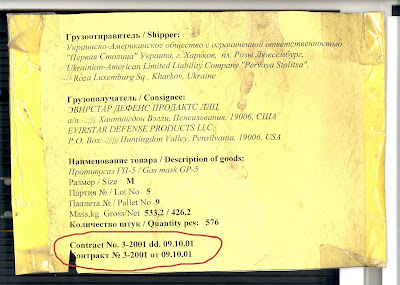 Грузоотправитель / Shipper:
Украинско-Американское общество с ограниченной ответственностью
"Первая Столица" Украина, г. Харьков, пл. Розы Люксембург,
Ukrainian-American Limited Liability Company "Pervaya Stolitsa",
Roza Luxemburg Sq., Kharkov, Ukraine
Грузополучатель / Consignee:
ЭВИРСТАР ДЕФЕНС ПРОДАКТС ЛЛЦ,
а/я Хантингдон Вэлли, Пенсильвания, 19006, США
EVIRSTAR DEFENSE PRODUCTS LLC,
P.O. Box Huntingdon Valley, Pensilvania, 19006, USA
Наименование товара / Description of goods:
Противогаз ГП-5 / Gas mask GP-5
Размер / Size M
Партия № / Lot No 5
Паллета № / Pallet No 9
Mass,kg Gross/Net 533,2 / 426,2
Количество штук / Quantity pcs: 576
Contract No. 3-2001 dd. 09.10.01
Контракт № 3-2001 от 09.10.01